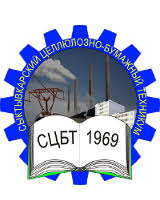 СЫКТЫВКАРСКИЙ ЦЕЛЛЮЛОЗНО-БУМАЖНЫЙ ТЕХНИКУМ
СЦБТ 1969